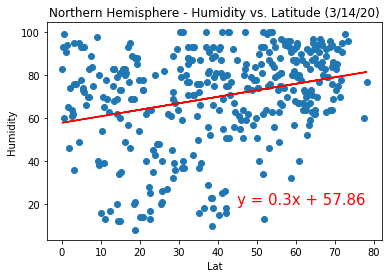 Northern Hemisphere - Humidity vs. Latitude (3/14/20)
100
80
60
40
20
Humidity
y = 0.3x + 57.86
0 10 20 30 40 50 60 70 80
Lat